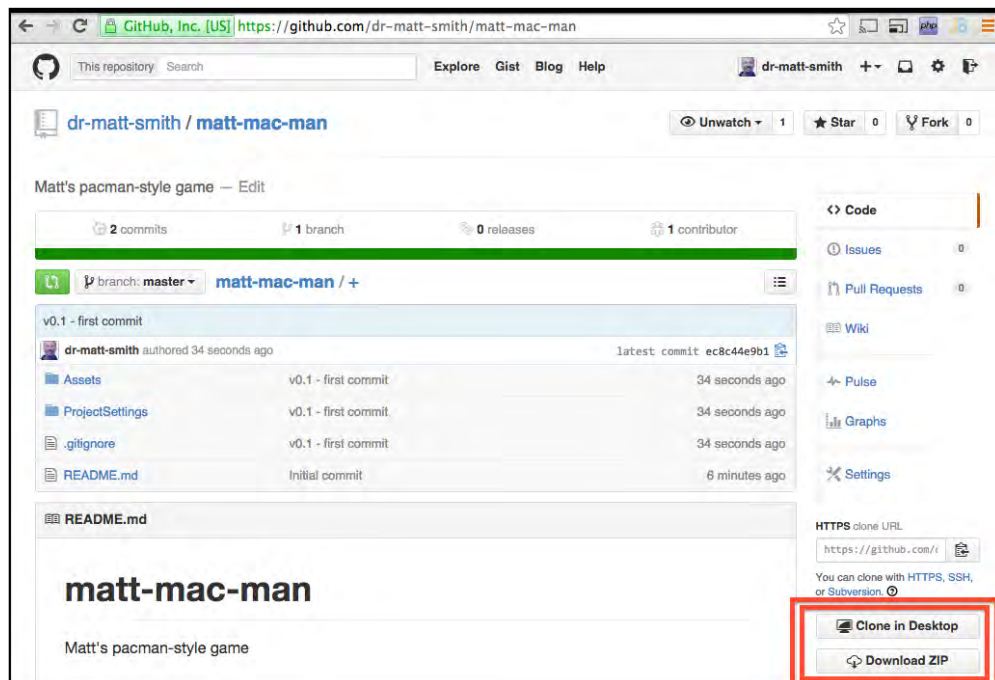 GitHub, Inc. [US] https://github.com/dr-matt-smith/matt-mac-man
php
This repository Search
Explore Gist Blog Help
dr-matt-smith
dr-matt-smith / matt-mac-man
Unwatch 1
Star 0
Fork 0
Matt's pacman-style game — Edit
2 commits
1 branch
0 releases
1 contributor
branch: master
matt-mac-man / +
v0.1 - first commit
dr-matt-smith authored 34 seconds ago
latest commit ec8c44e9b1
Assets v0.1 - first commit 34 seconds ago
ProjectSettings v0.1 - first commit 34 seconds ago
.gitignore v0.1 - first commit 34 seconds ago
README.md Initial commit 6 minutes ago
README.md
matt-mac-man
Matt's pacman-style game
Code
Issues 0
Pull Requests 0
Wiki
Pulse
Graphs
Settings
HTTPS clone URL
https://github.com/
You can clone with HTTPS, SSH,
or Subversion.
Clone in Desktop
Download ZIP